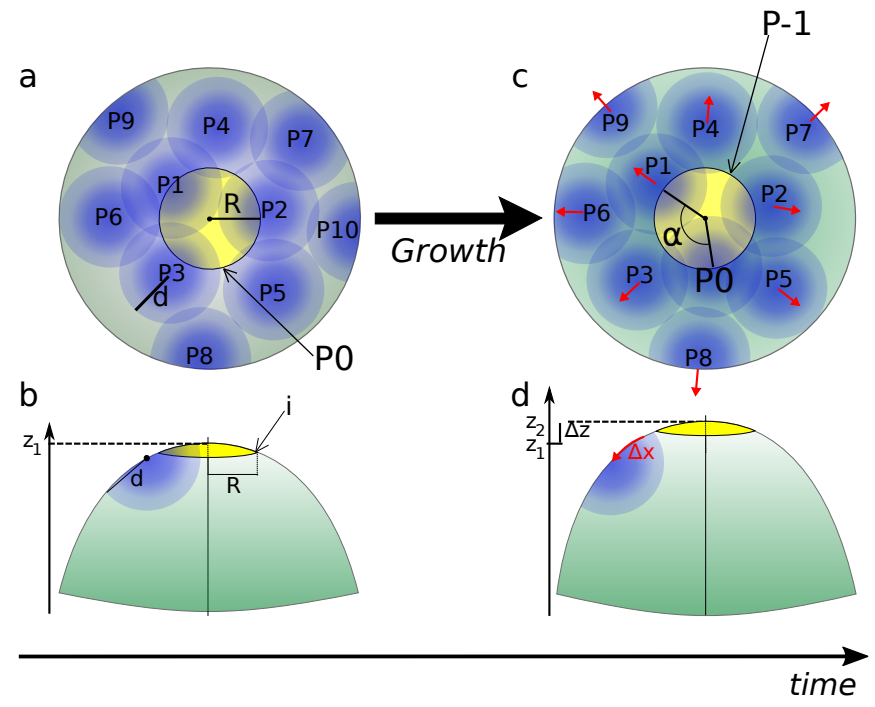 P-1
a
c
P9
P4
P7
P1
R
P2
P6
P10
P3
d
P5
P8
P0
Growth
P9
P4
P7
P1
P2
P6
α
P3
P0
P5
P8
b
i
z1
d
R
d
z2
z1
Δz
Δx
time